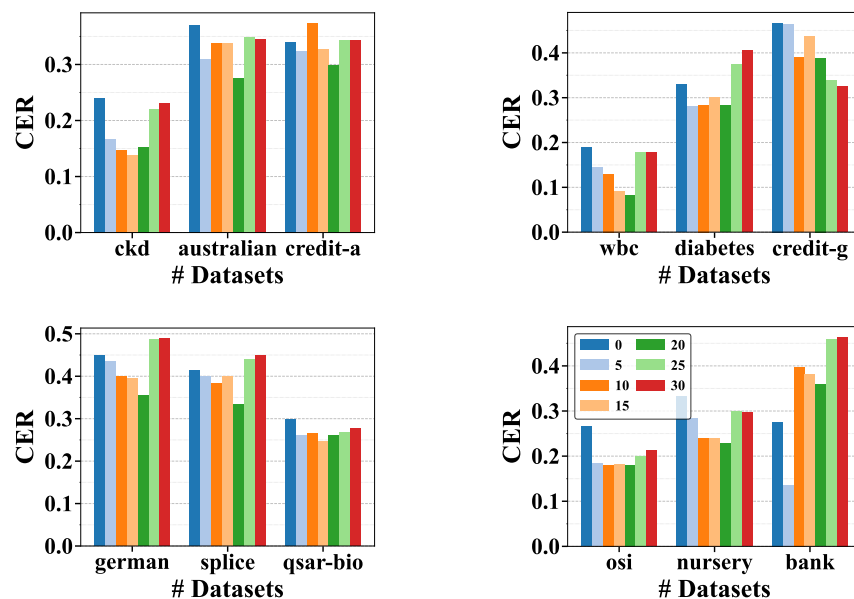 0.3
0.2
0.1
0.0
CER
ckd australian credit-a
# Datasets
0.4
0.3
0.2
0.1
0.0
CER
wbc diabetes credit-g
# Datasets
0.5
0.4
0.3
0.2
0.1
0.0
CER
german splice qsar-bio
# Datasets
0.4
0.3
0.2
0.1
0.0
CER
0 20
5 25
10 30
15
osi nursery bank
# Datasets